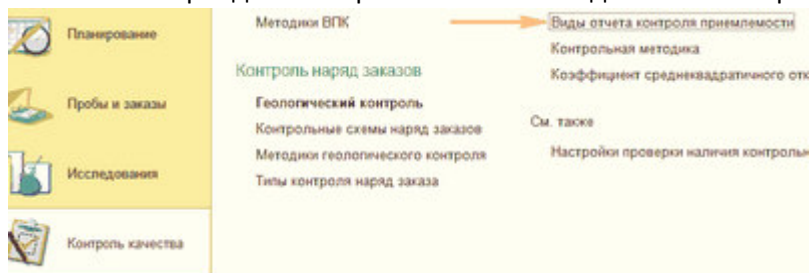 Планирование
Пробы и заказы
Исследования
Контроль качества
Методики ВПК
Контроль наряд заказов
Геологический контроль
Контрольные схемы наряд заказов
Методики геологического контроля
Типы контроля наряд заказа
Виды отчета контроля приемлемости
Контрольная методика
Коэффициент среднеквадратичного отк
См. также
Настройки проверки наличия контрольн